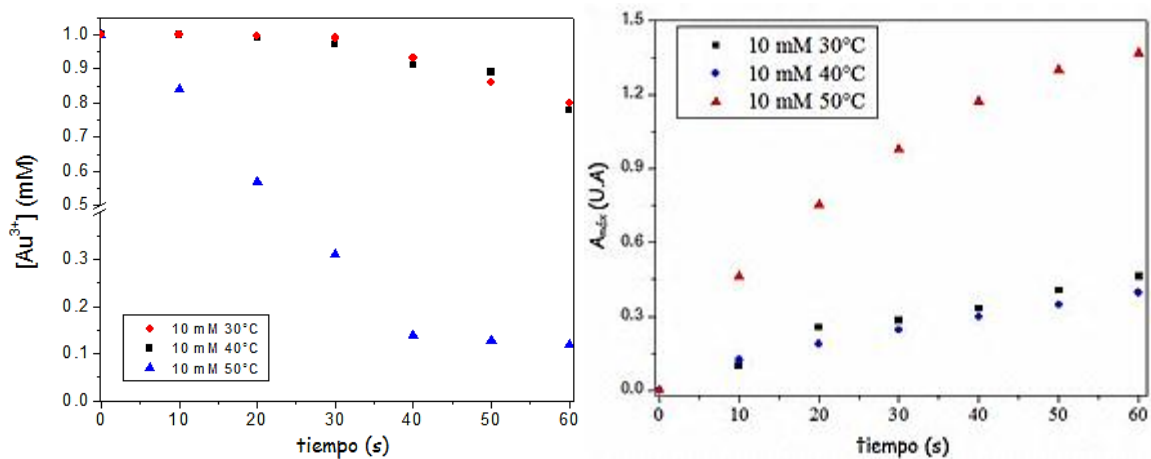 1.0
0.9
0.8
0.7
0.6
0.5
0.3
0.2
0.1
0.0
[Au3+] (mM)
10 mM 30°C
10 mM 40°C
10 mM 50°C
0 10 20 30 40 50 60
tiempo (s)
1.5
1.2
0.9
0.6
0.3
0.0
Amáx (U.A)
10 mM 30°C
10 mM 40°C
10 mM 50°C
0 10 20 30 40 50 60
tiempo (s)